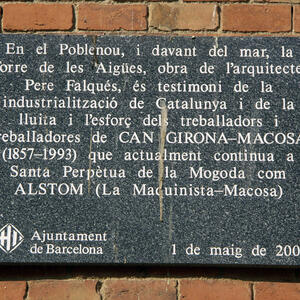 En el Poblenou, i davant del mar, la
Torre de les Aigües, obra de l'arquitecte
Pere Falqués, és testimoni de la
industrialització de Catalunya i de la
lluita i l'esforç dels treballadors i
treballadores de CAN GIRONA–MACOSA
(1857–1993) que actualment continua a
Santa Perpètua de la Mogoda com
ALSTOM (La Maquinista–Macosa)
Ajuntament
de Barcelona
1 de maig de